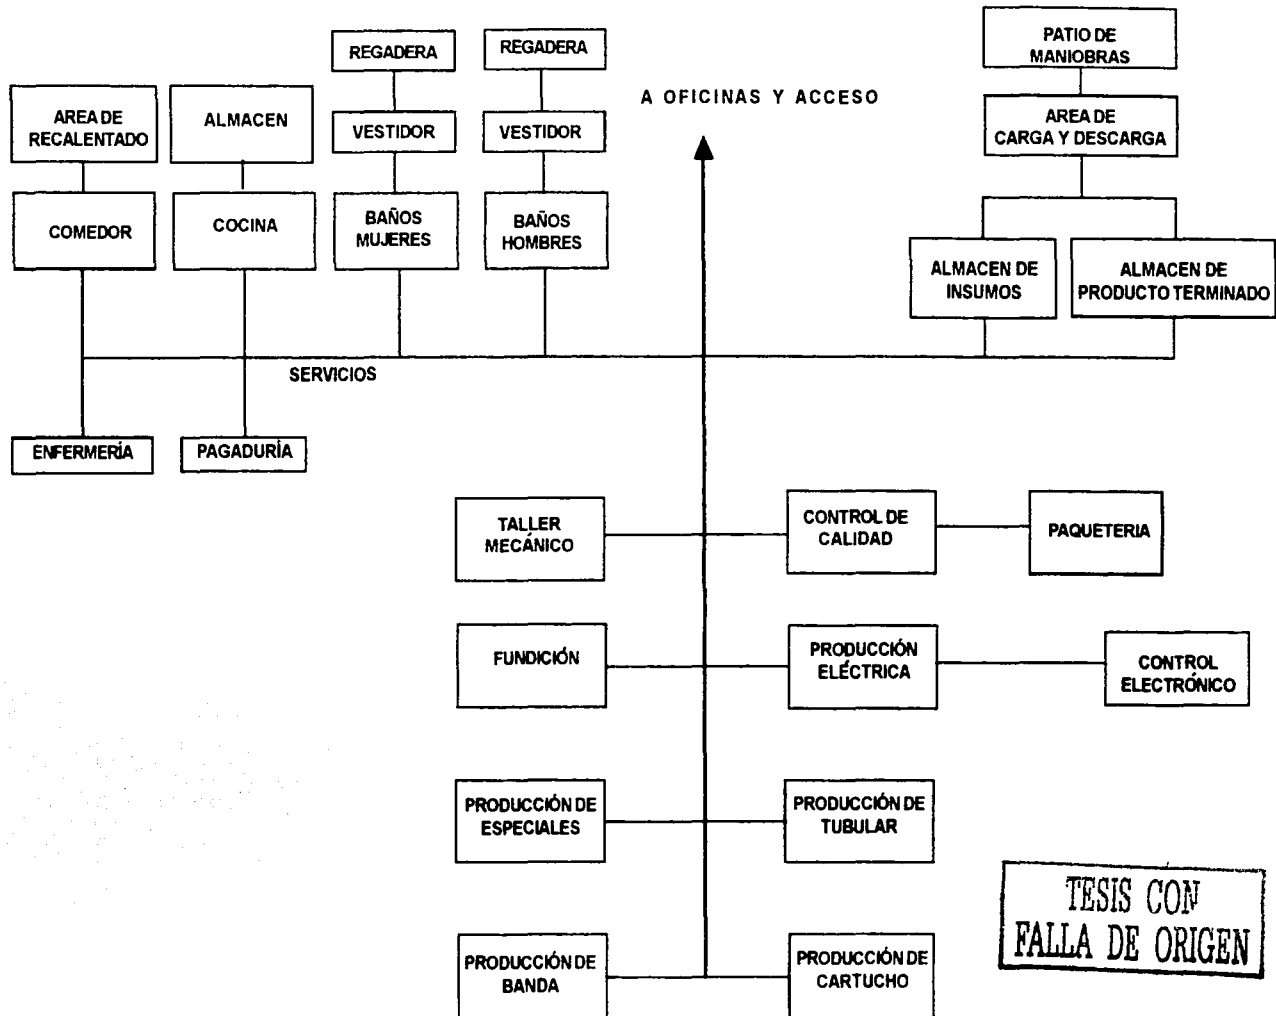 REGADERA
REGADERA
PATIO DE
MANIOBRAS
A OFICINAS Y ACCESO
AREA DE
RECALENTADO
ALMACEN
VESTIDOR
VESTIDOR
AREA DE
CARGA Y DESCARGA
COMEDOR
COCINA
BAÑOS
MUJERES
BAÑOS
HOMBRES
ALMACEN DE
INSUMOS
ALMACEN DE
PRODUCTO TERMINADO
SERVICIOS
ENFERMERÍA
PAGADURÍA
TALLER
MECÁNICO
CONTROL DE
CALIDAD
PAQUETERIA
FUNDICIÓN
PRODUCCIÓN
ELÉCTRICA
CONTROL
ELECTRÓNICO
PRODUCCIÓN DE
ESPECIALES
PRODUCCIÓN DE
TUBULAR
TESIS CON
FALLA DE ORIGEN
PRODUCCIÓN DE
BANDA
PRODUCCIÓN DE
CARTUCHO